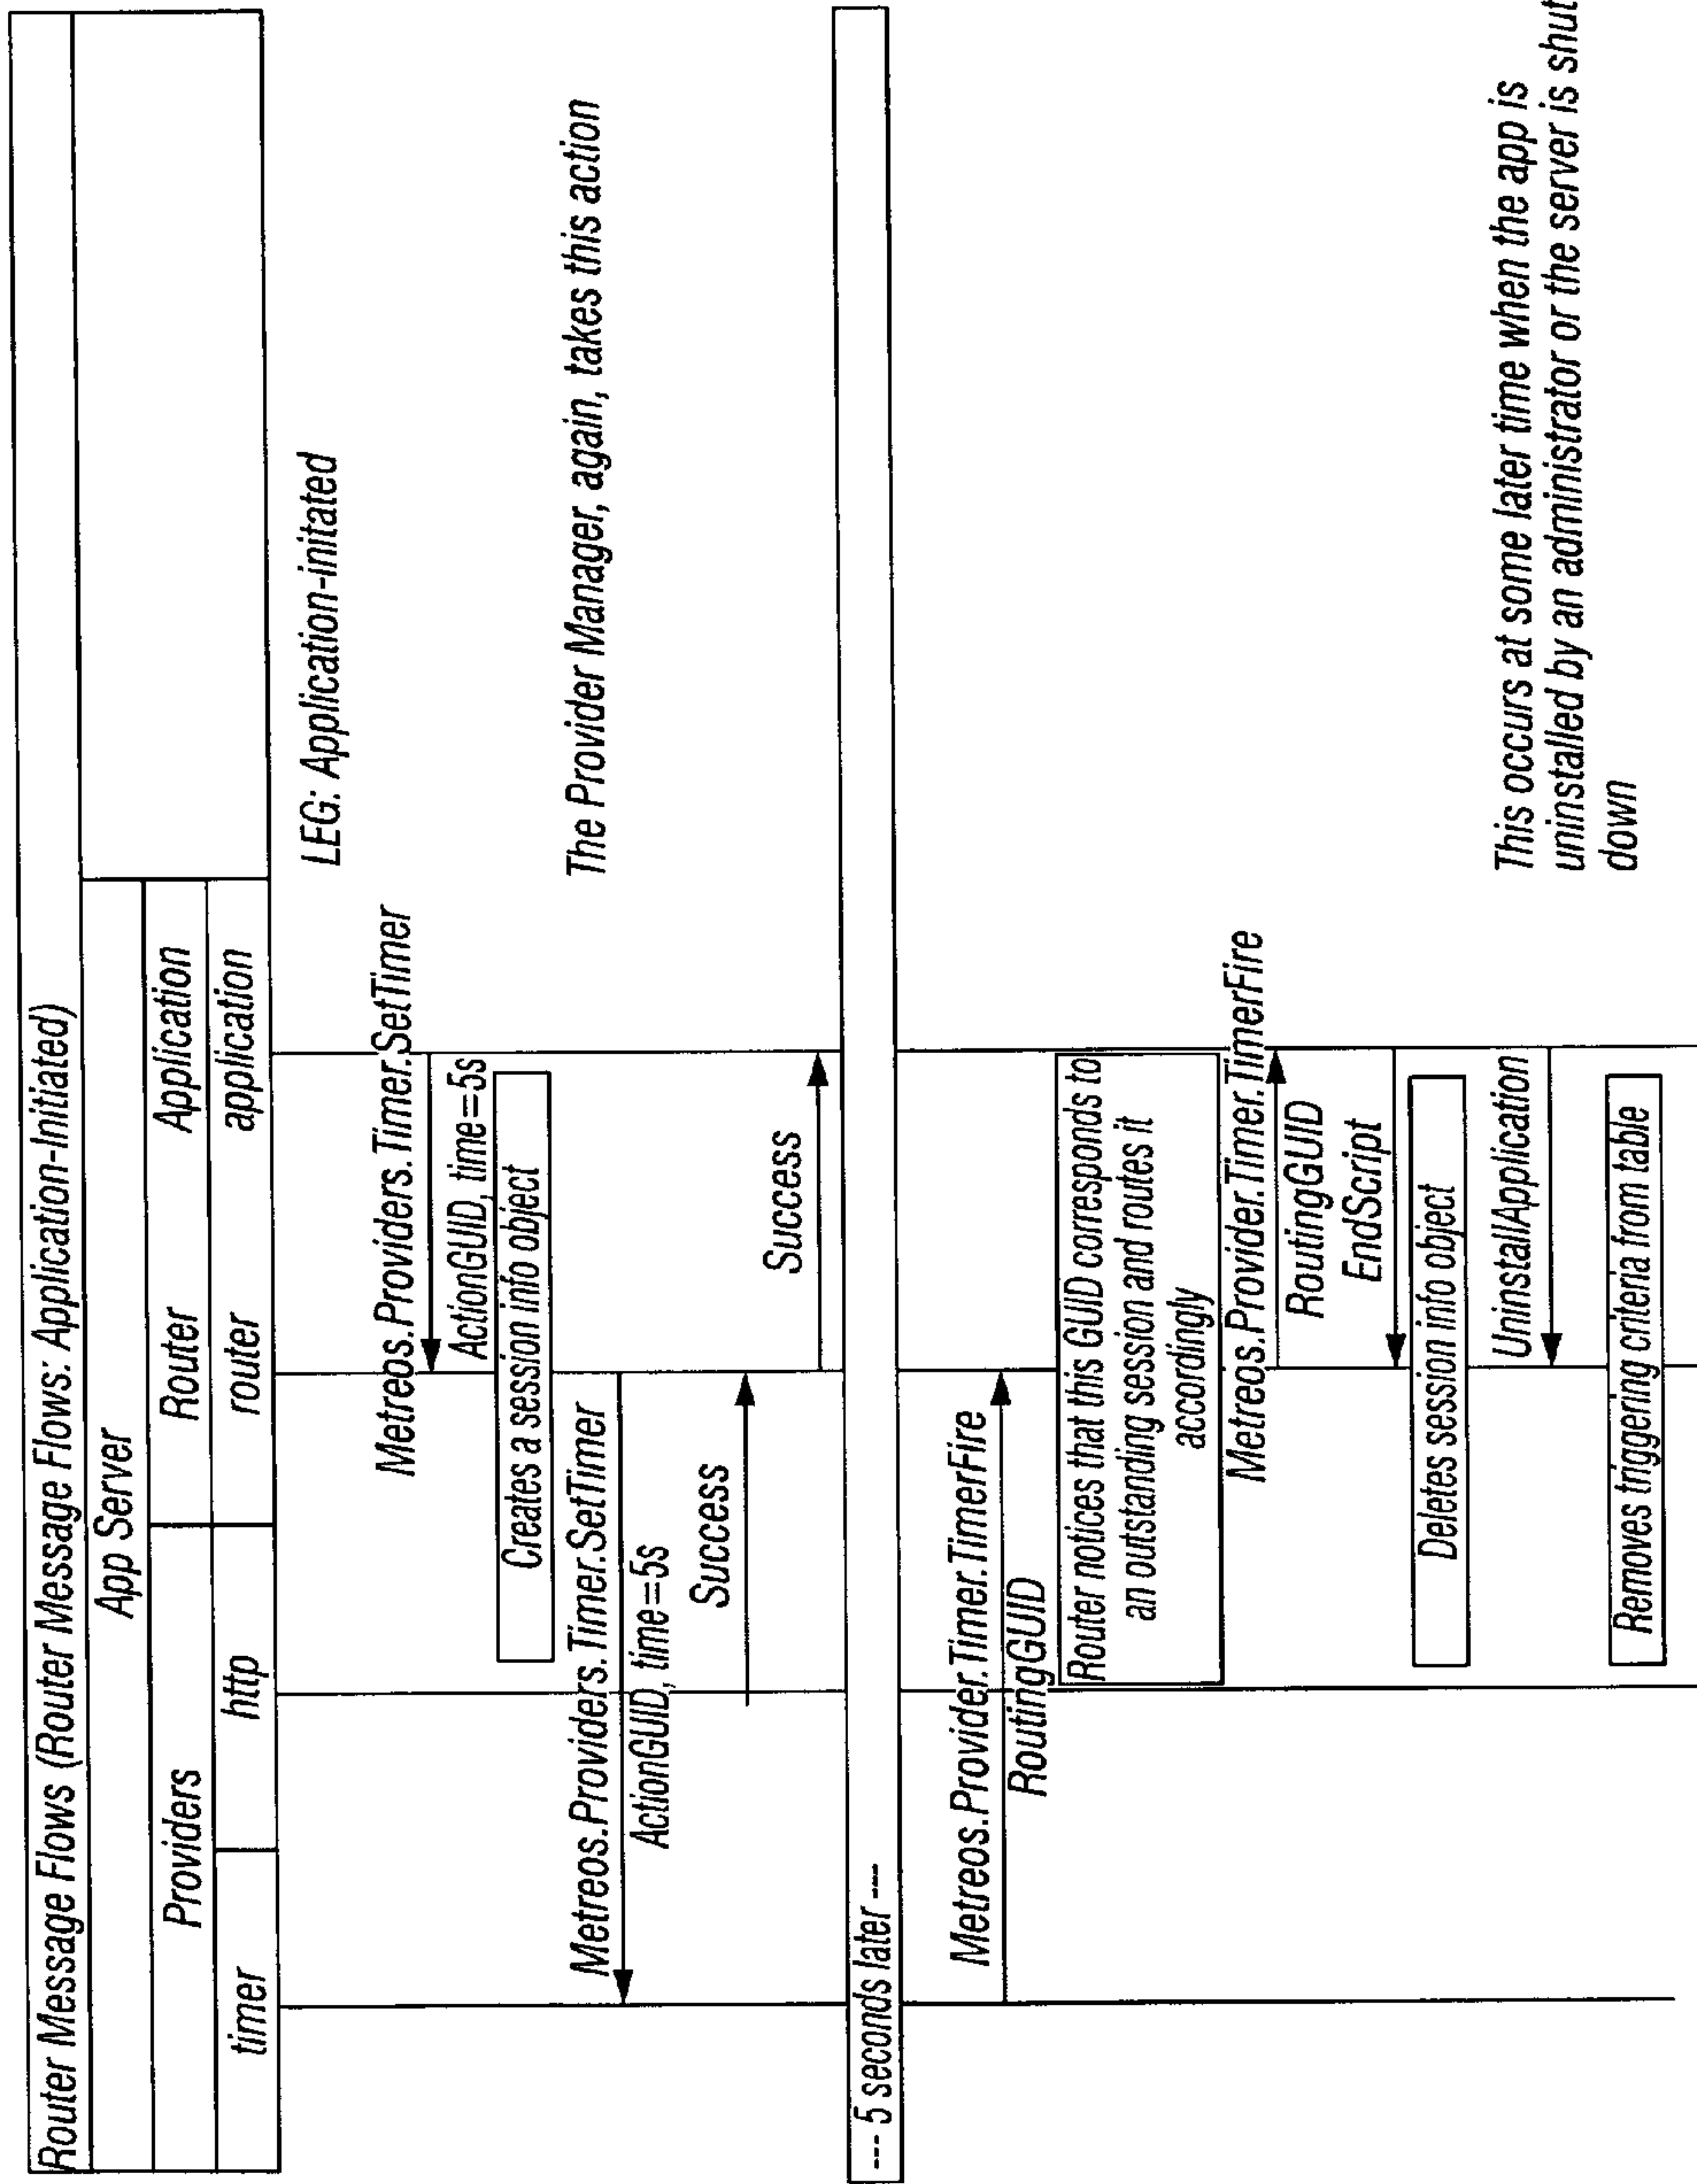 Router Message Flows (Router Message Flows: Application-Initiated)
App Server
Providers
Router
Application
timer
http
router
application
LEG: Application-initated
Metreos.Providers.Timer.SetTimer
ActionGUID, time=5s
Creates a session info object
Metreos.Providers.Timer.SetTimer
The Provider Manager, again, takes this action
ActionGUID, time=5s
Success
Success
--- 5 seconds later ---
Metreos.Provider.Timer.TimerFire
RoutingGUID
Router notices that this GUID corresponds to
an outstanding session and routes it
accordingly
Metreos.Provider.Timer.TimerFire
RoutingGUID
EndScript
Deletes session info object
UninstallApplication
This occurs at some later time when the app is
uninstalled by an administrator or the server is shut
down
Removes triggering criteria from table